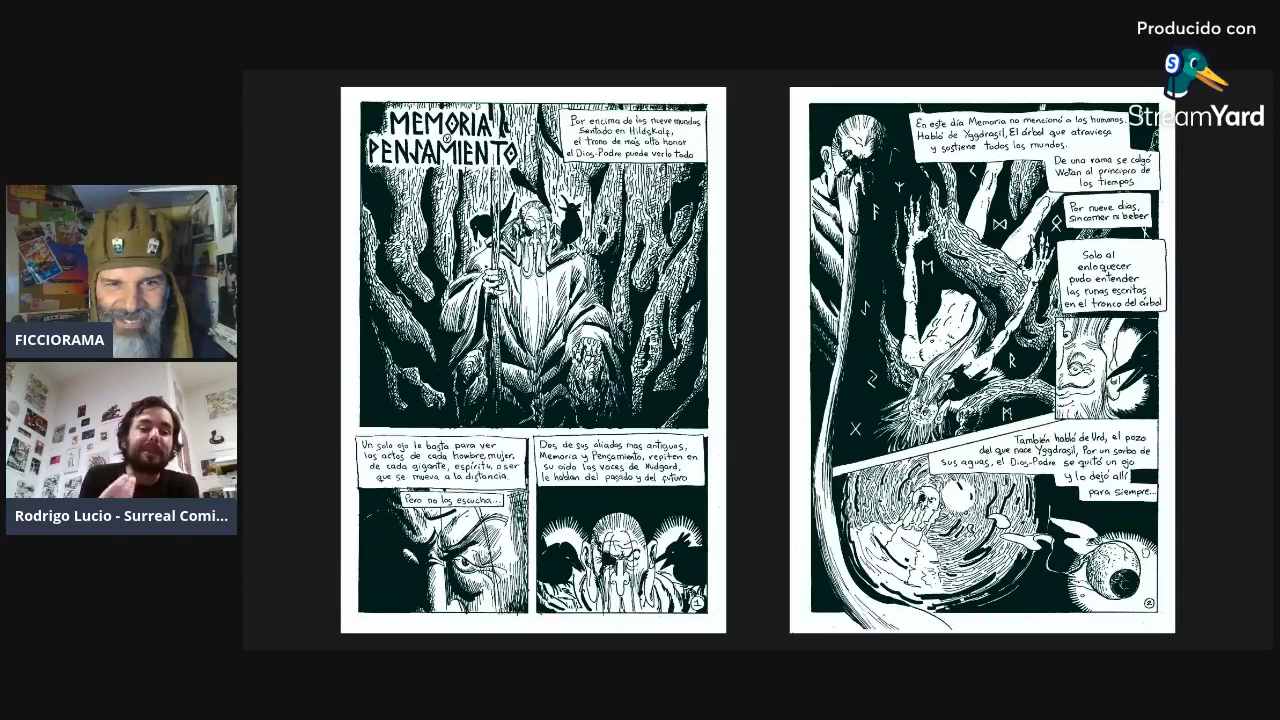 Producido con
StreamYard
FICCIORAMA
Rodrigo Lucio - Surreal Comi...
MEMORIA
Y
PENSAMIENTO
Por encima de los nueve mundos
Sentado en Hildskalf,
el trono de más alto honor
el Dios-Padre puede verlo todo
Un solo ojo le basta para ver
los actos de cada hombre, mujer,
de cada gigante, espíritu, o ser
que se mueva a la distancia.
Pero no los escucha...
Dos de sus aliados mas antiguos,
Memoria y Pensamiento, repiten en
su oido las voces de Mudgard,
le hablan del pasado y del futuro
1
En este día Memoria no mencionó a los humanos.
Habló de Yggdrasil, El árbol que atraviesa
y sostiene todos los mundos.
De una rama se colgó
Wotan al principio de
los tiempos
Por nueve días,
sin comer ni beber
Solo al
enloquecer
pudo entender
las runas escritas
en el tronco del árbol
También habló de Urd, el pozo
del que nace Yggdrasil, Por un sorbo de
sus aguas, el Dios-Padre se quitó un ojo
y lo dejó allí
para siempre...
2